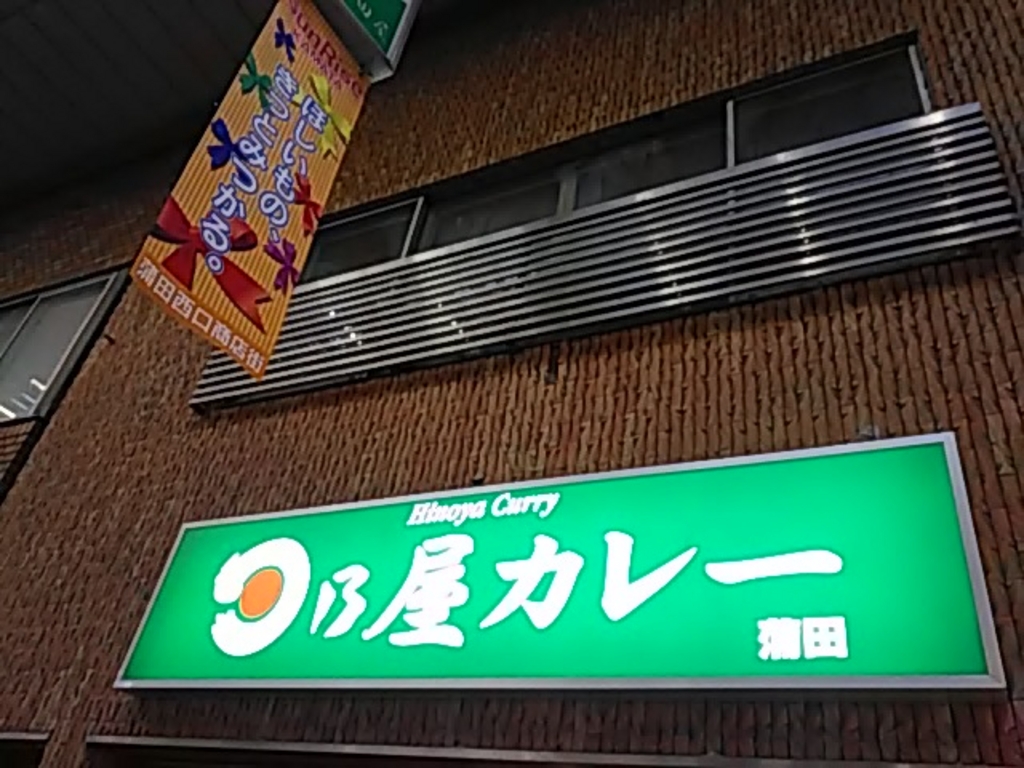 SunRise
ほしいもの、
きっとみつかる。
蒲田西口商店街
Hinoya Curry
日乃屋カレー
蒲田